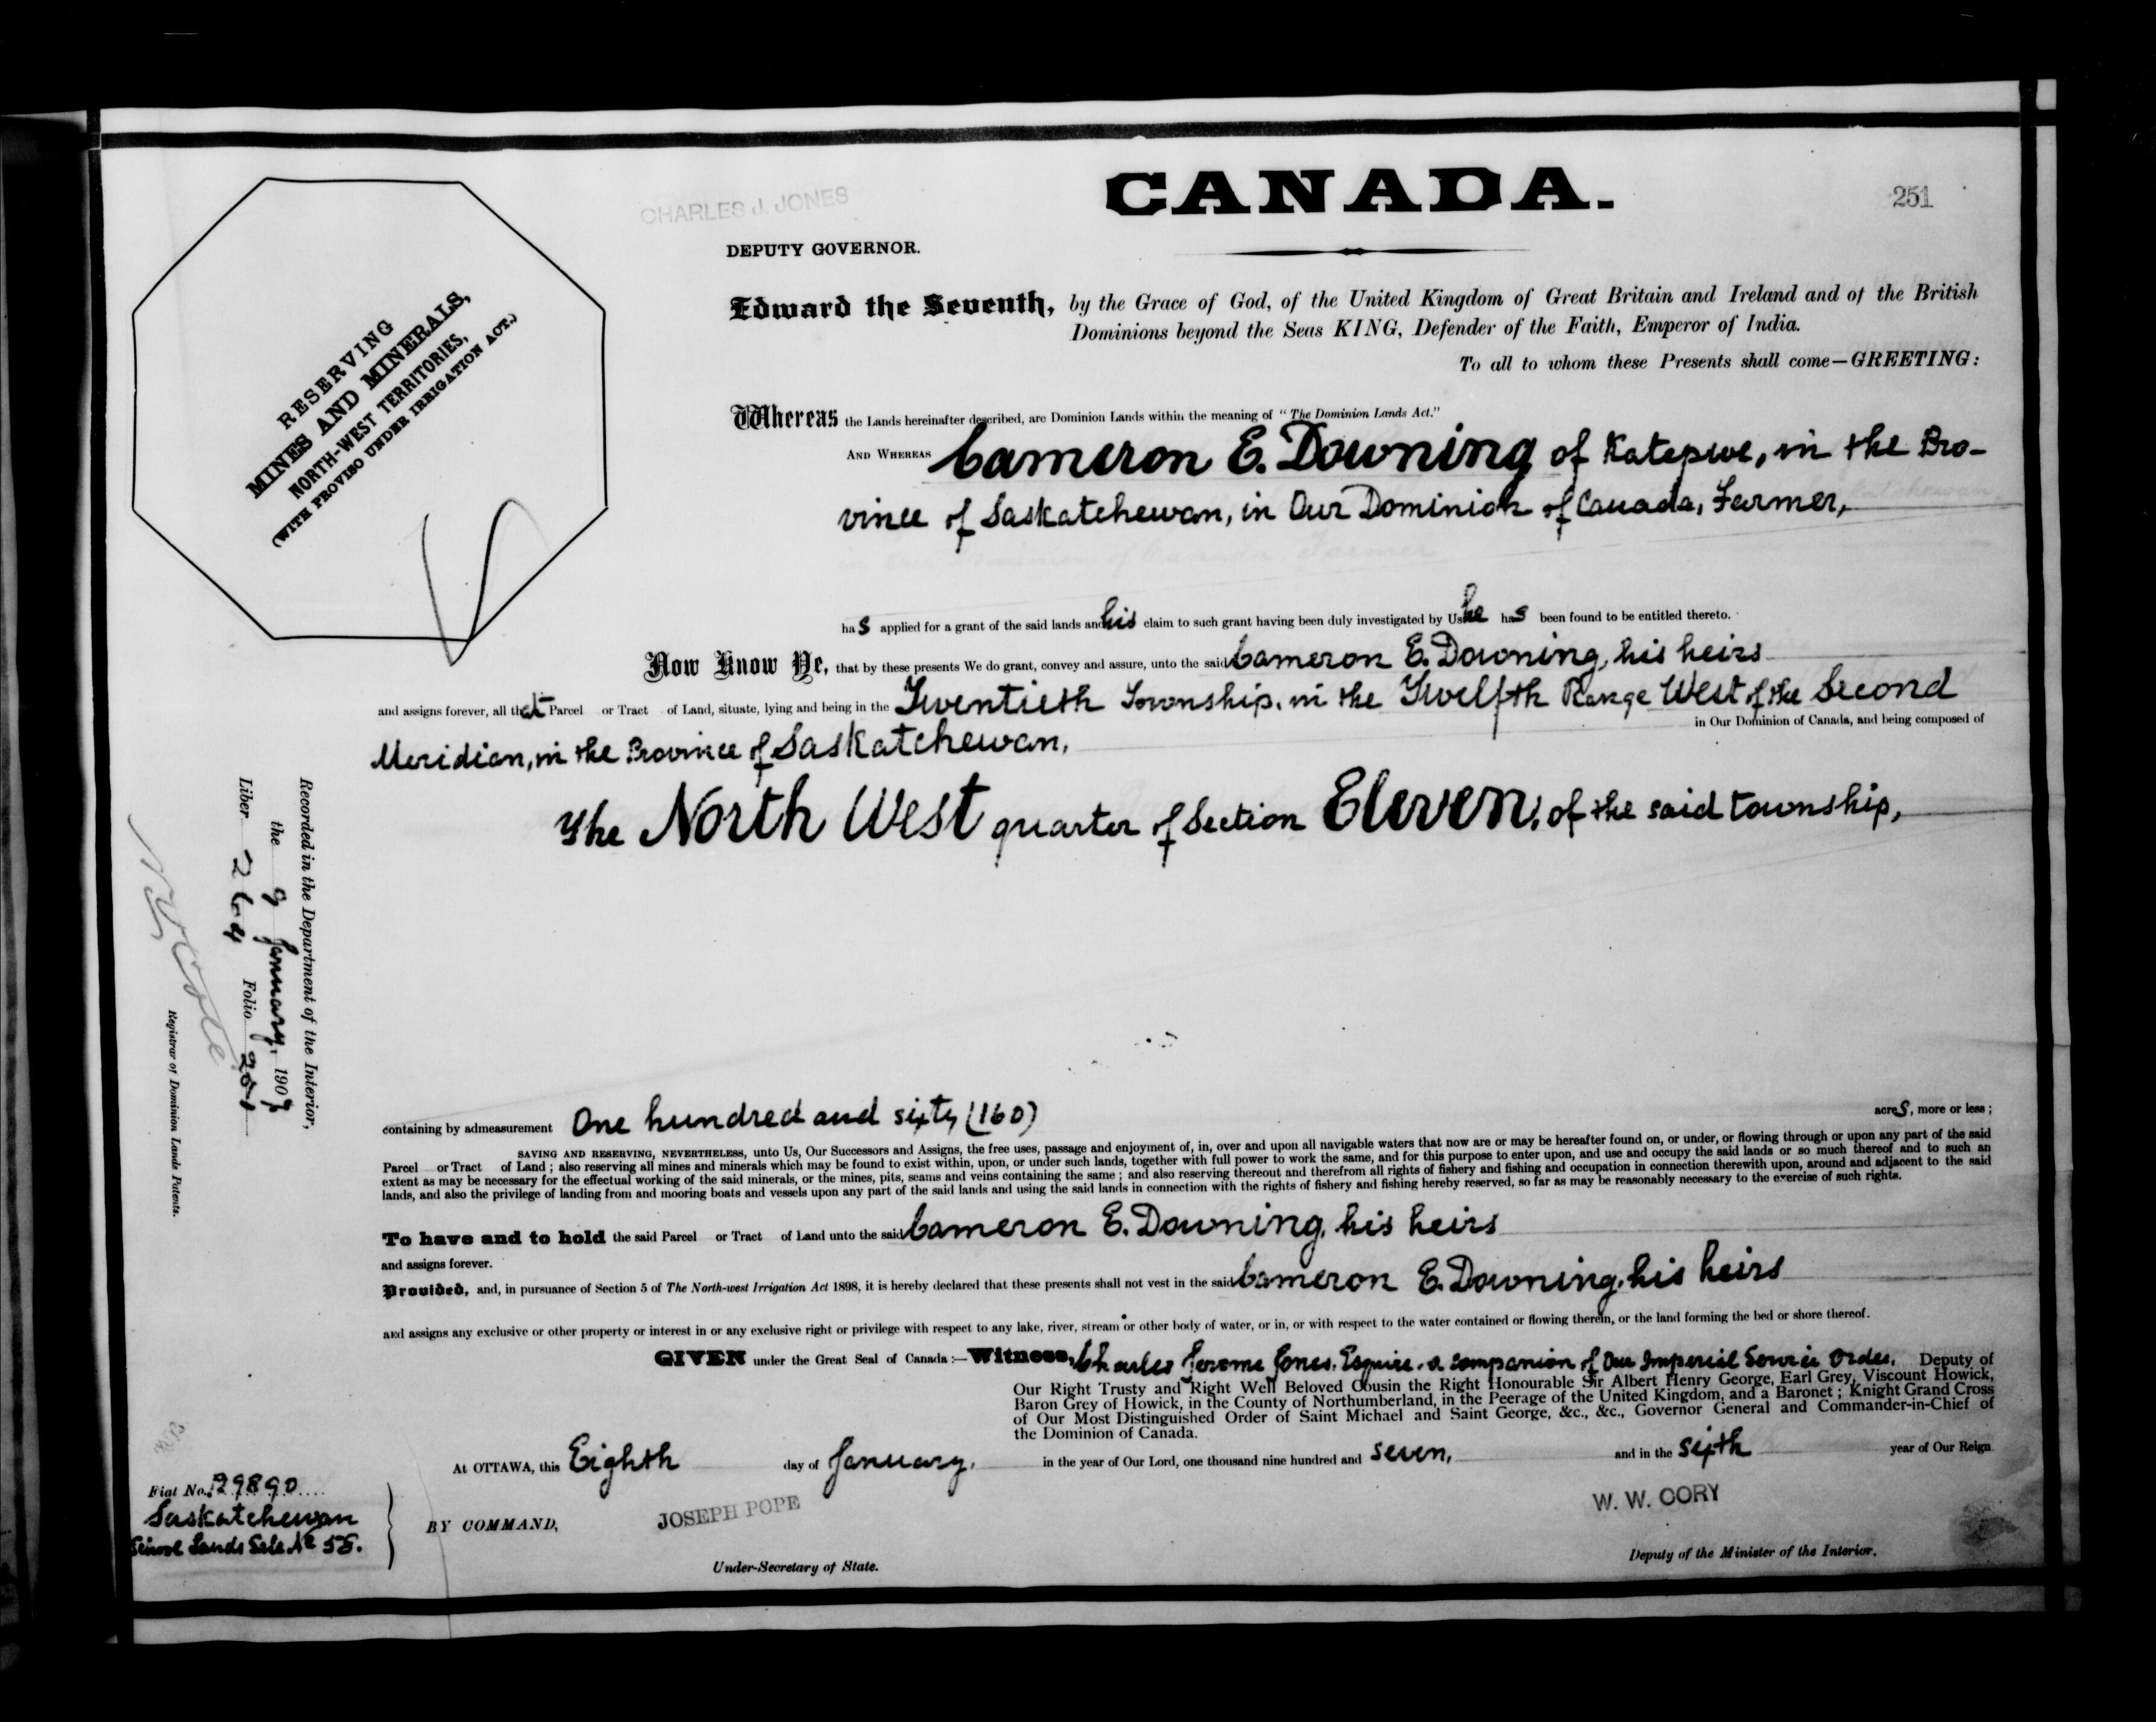 CHARLES J. JONES
CANADA.
251
DEPUTY GOVERNOR.
RESERVING
MINES AND MINERALS,
NORTH-WEST TERRITORIES,
(WITH PROVISO UNDER IRRIGATION ACT.)
Edward the Seventh, by the Grace of God, of the United Kingdom of Great Britain and Ireland and of the British
Dominions beyond the Seas KING, Defender of the Faith, Emperor of India.
To all to whom these Presents shall come—GREETING:
Whereas the Lands hereinafter described, are Dominion Lands within the meaning of "The Dominion Lands Act."
AND WHEREAS Cameron E. Downing of Katepwe, in the Pro-
vince of Saskatchewan, in Our Dominion of Canada, Farmer,
has applied for a grant of the said lands and his claim to such grant having been duly investigated by Us he has been found to be entitled thereto.
Now Know Ye, that by these presents We do grant, convey and assure, unto the said Cameron E. Downing, his heirs
and assigns forever, all that Parcel or Tract of Land, situate, lying and being in the Twentieth Township, in the Twelfth Range West of the Second
in Our Dominion of Canada, and being composed of
Meridian, in the Province of Saskatchewan,
The North West quarter of Section Eleven, of the said township,
Recorded in the Department of the Interior,
the 9 January, 1907
Liber 264 Folio 251
Registrar of Dominion Lands Patents.
containing by admeasurement One hundred and sixty (160) acres, more or less;
SAVING AND RESERVING, NEVERTHELESS, unto Us, Our Successors and Assigns, the free uses, passage and enjoyment of, in, over and upon all navigable waters that now are or may be hereafter found on, or under, or flowing through or upon any part of the said
Parcel or Tract of Land; also reserving all mines and minerals which may be found to exist within, upon, or under such lands, together with full power to work the same, and for this purpose to enter upon, and use and occupy the said lands or so much thereof and to such an
extent as may be necessary for the effectual working of the said minerals, or the mines, pits, seams and veins containing the same; and also reserving thereout and therefrom all rights of fishery and fishing and occupation in connection therewith upon, around and adjacent to the said
lands, and also the privilege of landing from and mooring boats and vessels upon any part of the said lands and using the said lands in connection with the rights of fishery and fishing hereby reserved, so far as may be reasonably necessary to the exercise of such rights.
To have and to hold the said Parcel or Tract of Land unto the said Cameron E. Downing, his heirs
and assigns forever.
Provided, and, in pursuance of Section 5 of The North-west Irrigation Act 1898, it is hereby declared that these presents shall not vest in the said Cameron E. Downing, his heirs
and assigns any exclusive or other property or interest in or any exclusive right or privilege with respect to any lake, river, stream or other body of water, or in, or with respect to the water contained or flowing therein, or the land forming the bed or shore thereof.
GIVEN under the Great Seal of Canada:—Witness, Charles Jerome Jones, Esquire, a companion of Our Imperial Service Order, Deputy of
Our Right Trusty and Right Well Beloved Cousin the Right Honourable Sir Albert Henry George, Earl Grey, Viscount Howick,
Baron Grey of Howick, in the County of Northumberland, in the Peerage of the United Kingdom, and a Baronet; Knight Grand Cross
of Our Most Distinguished Order of Saint Michael and Saint George, &c., &c., Governor General and Commander-in-Chief of
the Dominion of Canada.
At OTTAWA, this Eighth day of January, in the year of Our Lord, one thousand nine hundred and seven, and in the sixth year of Our Reign
Fiat No. 29890
Saskatchewan
School Lands Sale No 58.
BY COMMAND,
JOSEPH POPE
Under-Secretary of State.
W. W. CORY
Deputy of the Minister of the Interior.